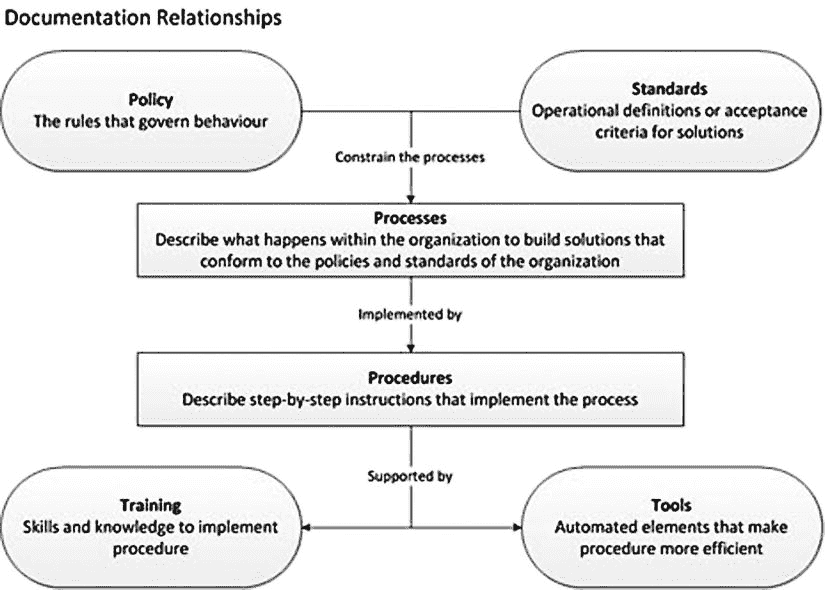 Documentation Relationships
Policy
The rules that govern behaviour
Standards
Operational definitions or acceptance
criteria for solutions
Constrain the processes
Processes
Describe what happens within the organization to build solutions that
conform to the policies and standards of the organization
Implemented by
Procedures
Describe step-by-step instructions that implement the process
Supported by
Training
Skills and knowledge to implement
procedure
Tools
Automated elements that make
procedure more efficient